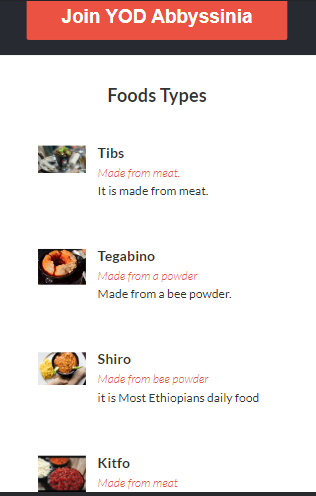 Join YOD Abbyssinia
Foods Types
Tibs
Made from meat.
It is made from meat.
Tegabino
Made from a powder
Made from a bee powder.
Shiro
Made from bee powder
it is Most Ethiopians daily food
Kitfo
Made from meat